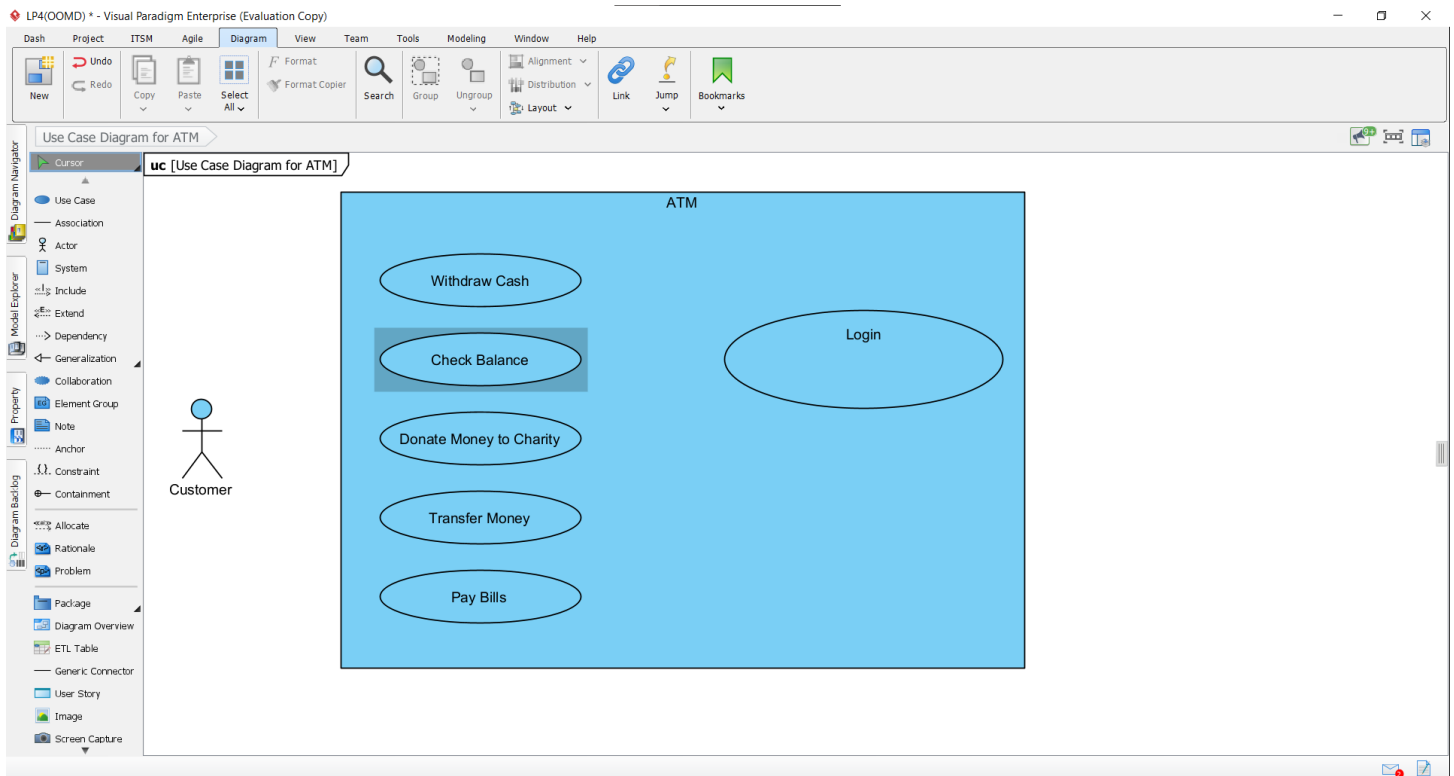 LP4(OOMD) * - Visual Paradigm Enterprise (Evaluation Copy)
Dash Project ITSM Agile Diagram View Team Tools Modeling Window Help
New
Undo
Redo
Copy
Paste
Select
All
Format
Format Copier
Search
Group
Ungroup
Alignment
Distribution
Layout
Link
Jump
Bookmarks
Use Case Diagram for ATM
9+
Diagram Navigator
Model Explorer
Property
Diagram Backlog
Cursor
Use Case
Association
Actor
System
Include
Extend
Dependency
Generalization
Collaboration
Element Group
Note
Anchor
Constraint
Containment
Allocate
Rationale
Problem
Package
Diagram Overview
ETL Table
Generic Connector
User Story
Image
Screen Capture
uc [Use Case Diagram for ATM]
ATM
Withdraw Cash
Check Balance
Donate Money to Charity
Transfer Money
Pay Bills
Login
Customer